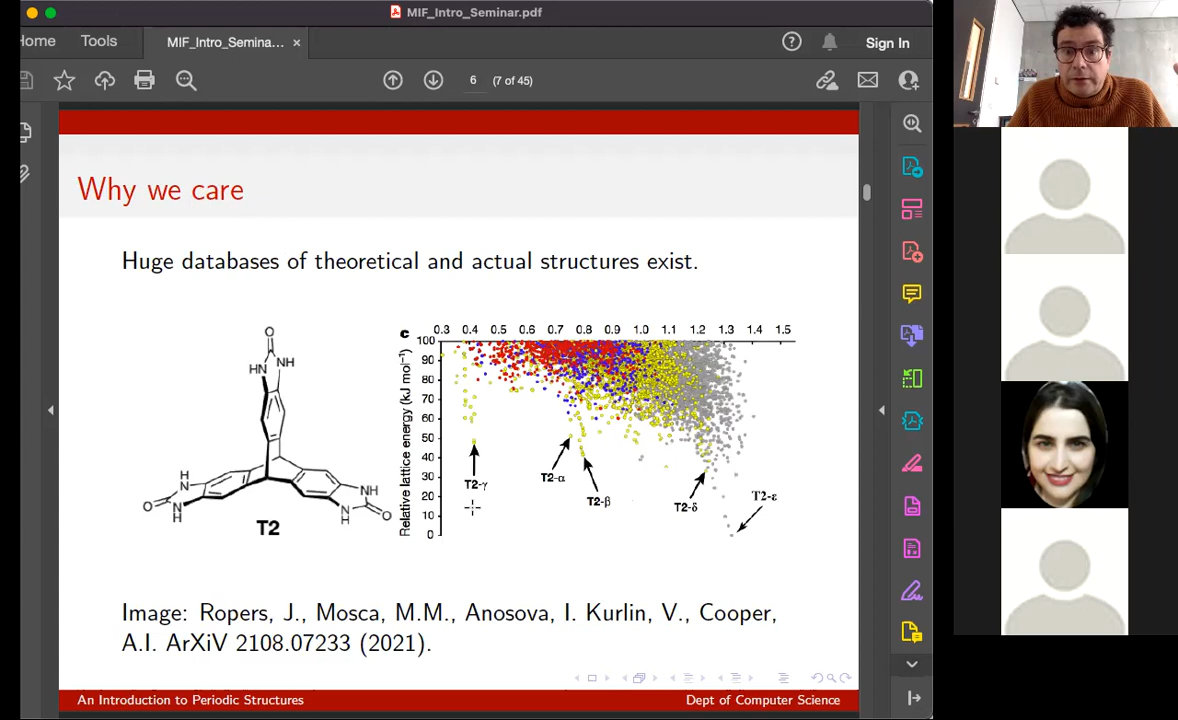 MIF_Intro_Seminar.pdf
Home
Tools
MIF_Intro_Semina... ×
Sign In
6 (7 of 45)
Why we care
Huge databases of theoretical and actual structures exist.
O
HN NH
H N
O
N H
NH
N H
O
T2
c
0.3 0.4 0.5 0.6 0.7 0.8 0.9 1.0 1.1 1.2 1.3 1.4 1.5
Relative lattice energy (kJ mol⁻¹)
100
90
80
70
60
50
40
30
20
10
0
T2-γ
T2-α
T2-β
T2-δ
T2-ε
Image: Ropers, J., Mosca, M.M., Anosova, I. Kurlin, V., Cooper,
A.I. ArXiV 2108.07233 (2021).
An Introduction to Periodic Structures
Dept of Computer Science